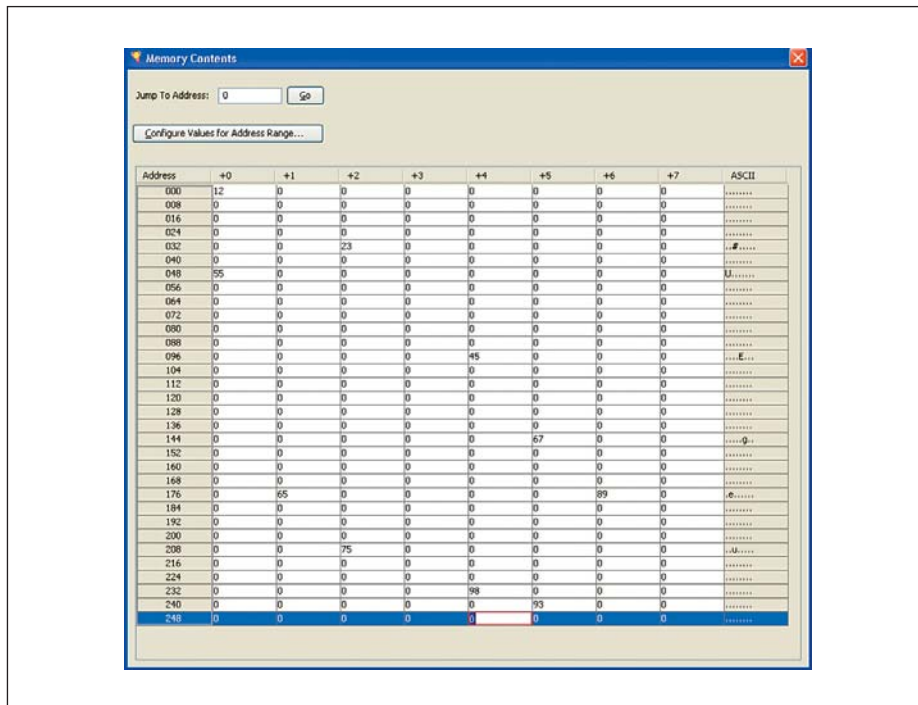 Memory Contents
Jump To Address: 0 Go
Configure Values for Address Range...
Address +0 +1 +2 +3 +4 +5 +6 +7 ASCII
000 12 0 0 0 0 0 0 0 ........
008 0 0 0 0 0 0 0 0 ........
016 0 0 0 0 0 0 0 0 ........
024 0 0 0 0 0 0 0 0 ........
032 0 0 23 0 0 0 0 0 ..#.....
040 0 0 0 0 0 0 0 0 ........
048 55 0 0 0 0 0 0 0 U.......
056 0 0 0 0 0 0 0 0 ........
064 0 0 0 0 0 0 0 0 ........
072 0 0 0 0 0 0 0 0 ........
080 0 0 0 0 0 0 0 0 ........
088 0 0 0 0 0 0 0 0 ........
096 0 0 0 0 45 0 0 0 ....E...
104 0 0 0 0 0 0 0 0 ........
112 0 0 0 0 0 0 0 0 ........
120 0 0 0 0 0 0 0 0 ........
128 0 0 0 0 0 0 0 0 ........
136 0 0 0 0 0 0 0 0 ........
144 0 0 0 0 0 67 0 0 .....g..
152 0 0 0 0 0 0 0 0 ........
160 0 0 0 0 0 0 0 0 ........
168 0 0 0 0 0 0 0 0 ........
176 0 65 0 0 0 0 89 0 .e......
184 0 0 0 0 0 0 0 0 ........
192 0 0 0 0 0 0 0 0 ........
200 0 0 0 0 0 0 0 0 ........
208 0 0 75 0 0 0 0 0 ..u.....
216 0 0 0 0 0 0 0 0 ........
224 0 0 0 0 0 0 0 0 ........
232 0 0 0 0 98 0 0 0 ........
240 0 0 0 0 0 93 0 0 ........
248 0 0 0 0 0 0 0 0 ........